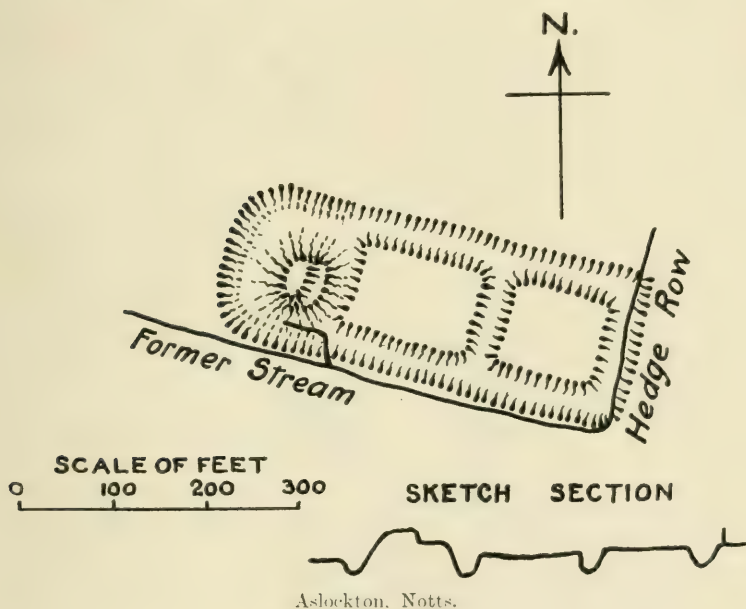 N.
Former Stream
Hedge Row
SCALE OF FEET
0 100 200 300
SKETCH SECTION
Aslockton, Notts.